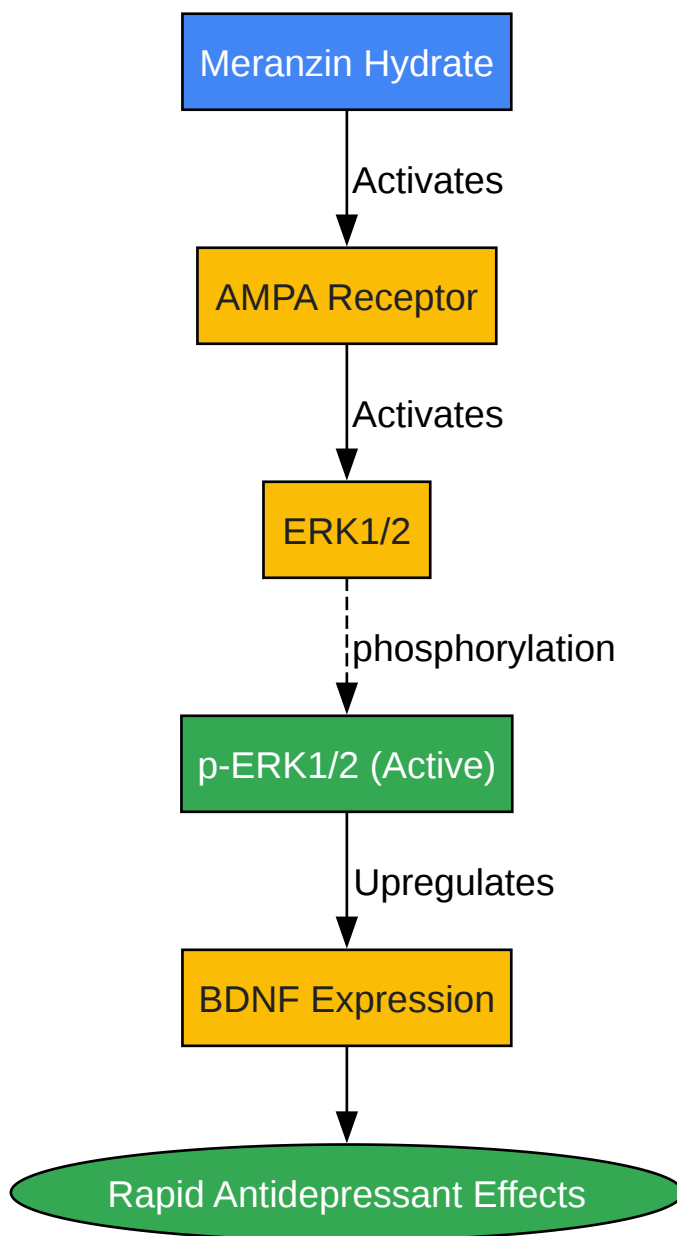 Meranzin Hydrate
Activates
AMPA Receptor
Activates
ERK1/2
phosphorylation
p-ERK1/2 (Active)
Upregulates
BDNF Expression
Rapid Antidepressant Effects